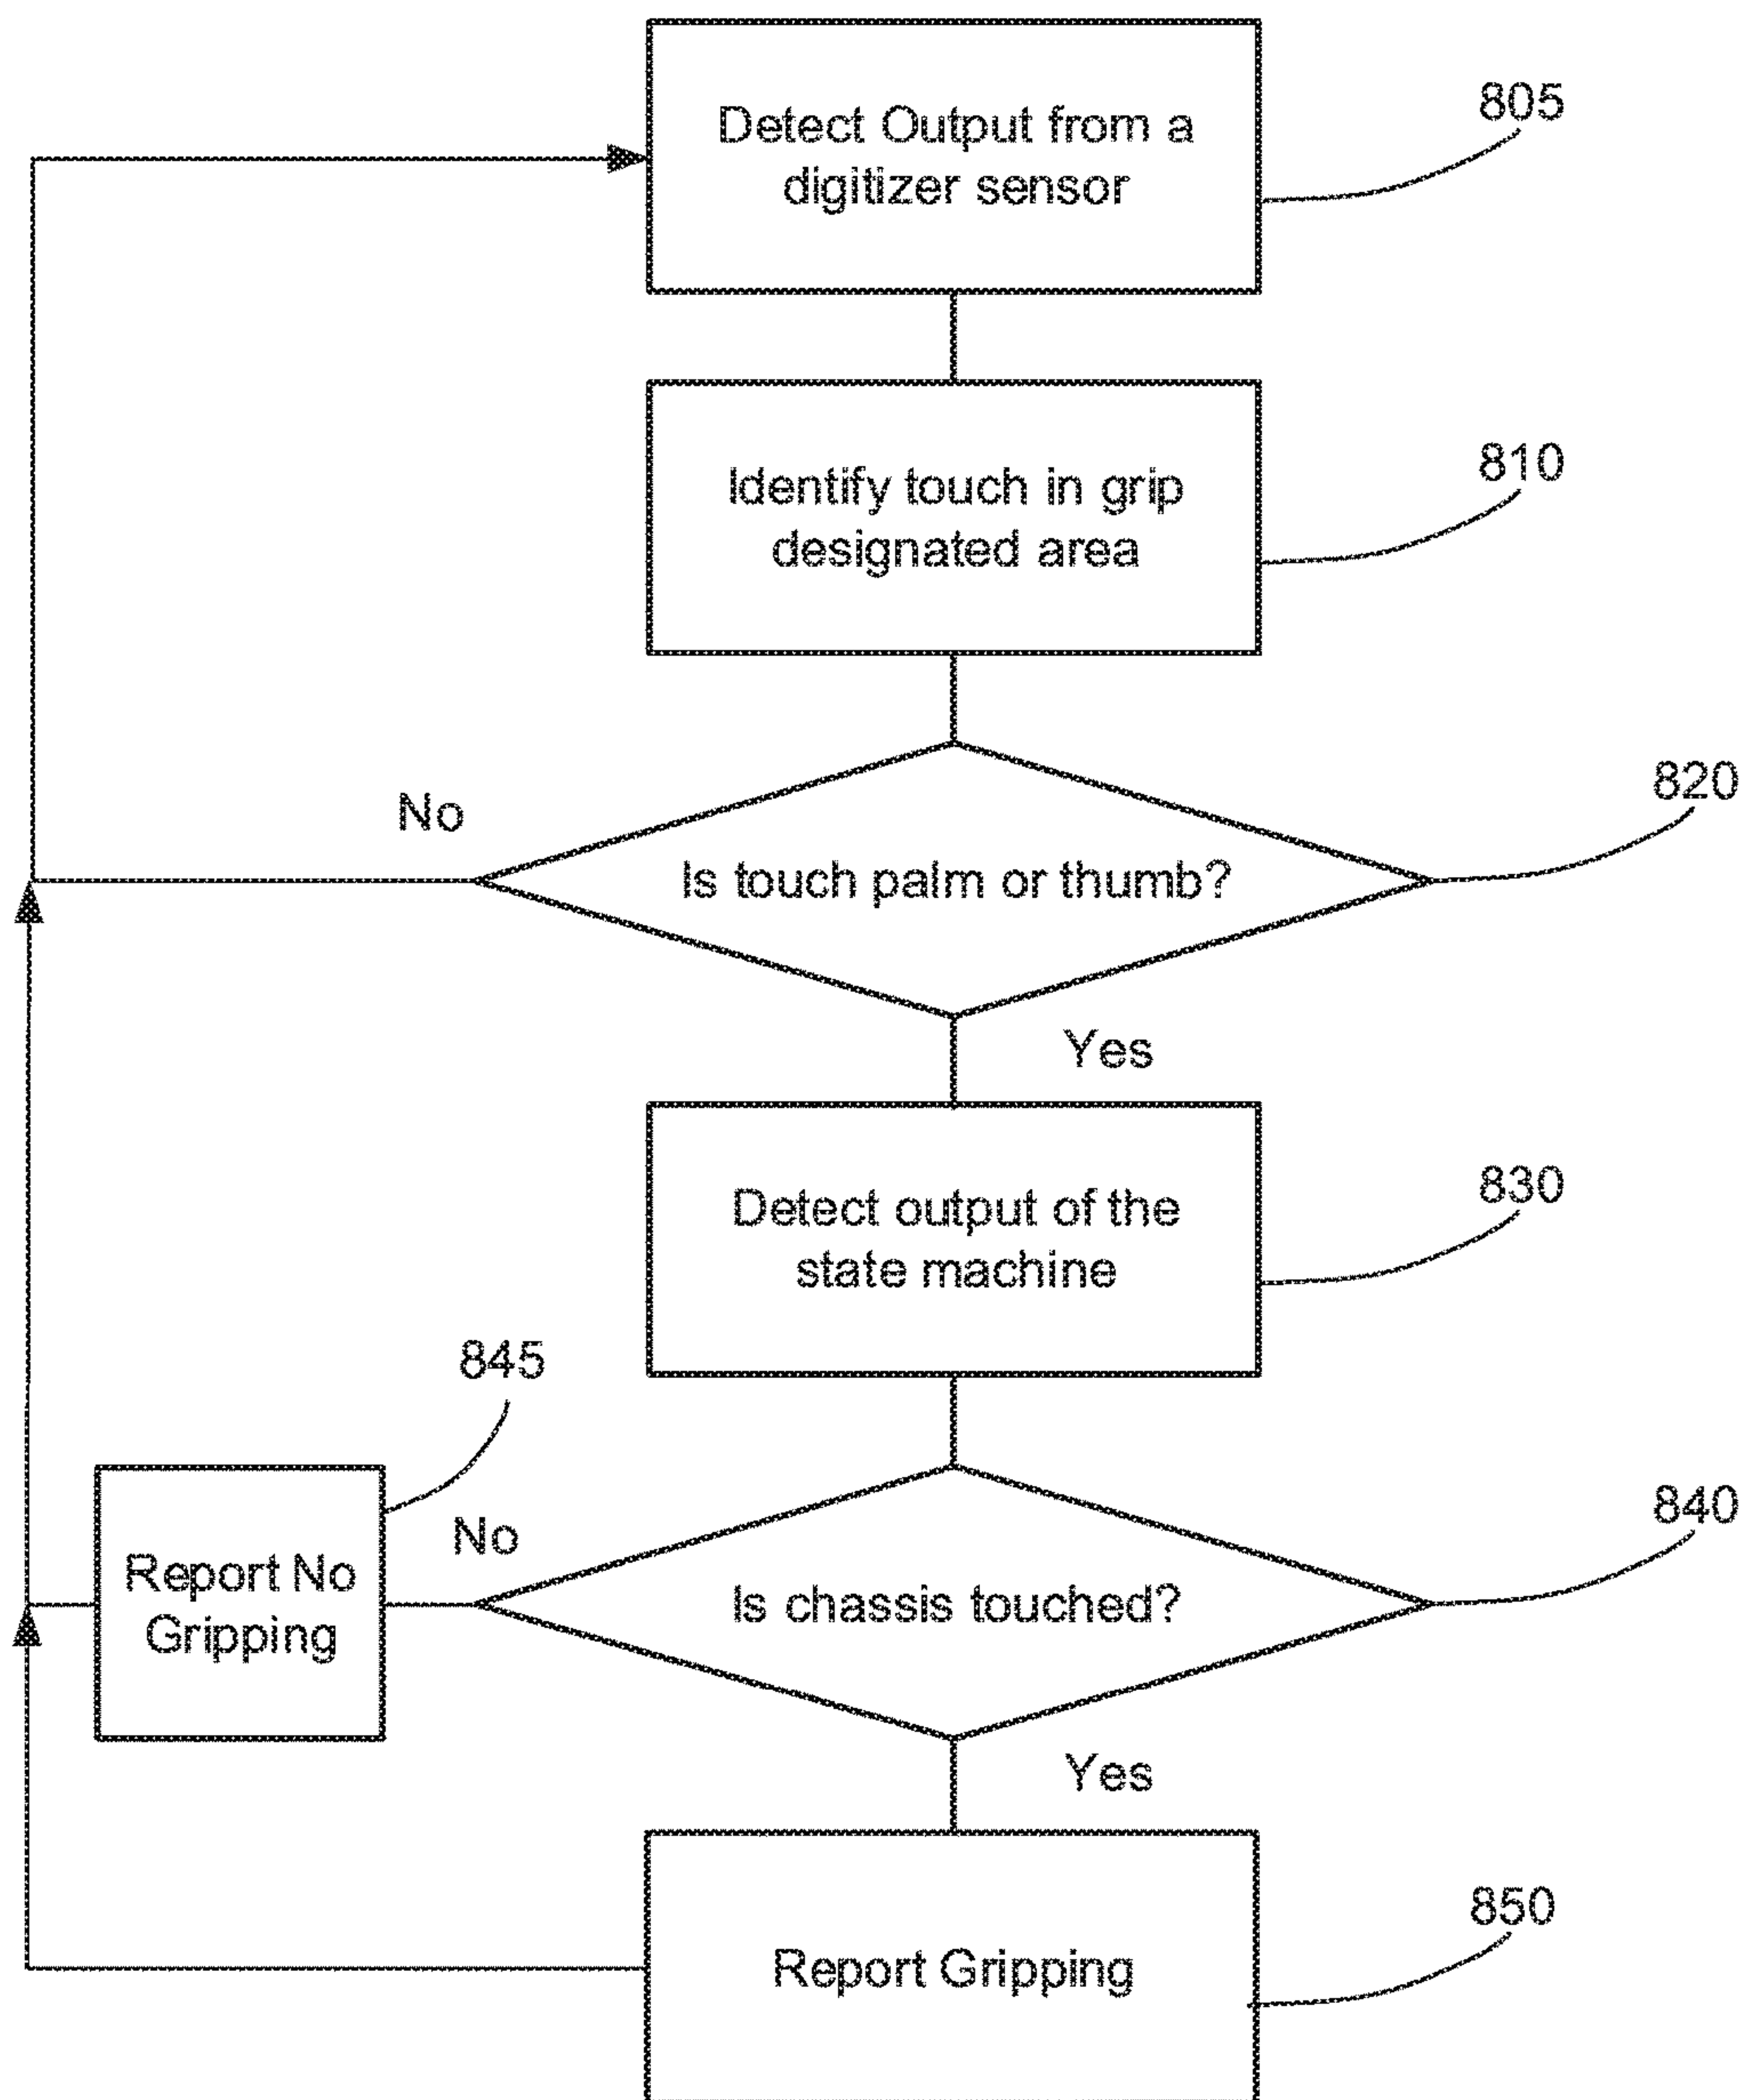 Detect Output from a
digitizer sensor
805
Identify touch in grip
designated area
810
No
820
Is touch palm or thumb?
Yes
Detect output of the
state machine
830
845
Report No
Gripping
No
840
Is chassis touched?
Yes
850
Report Gripping